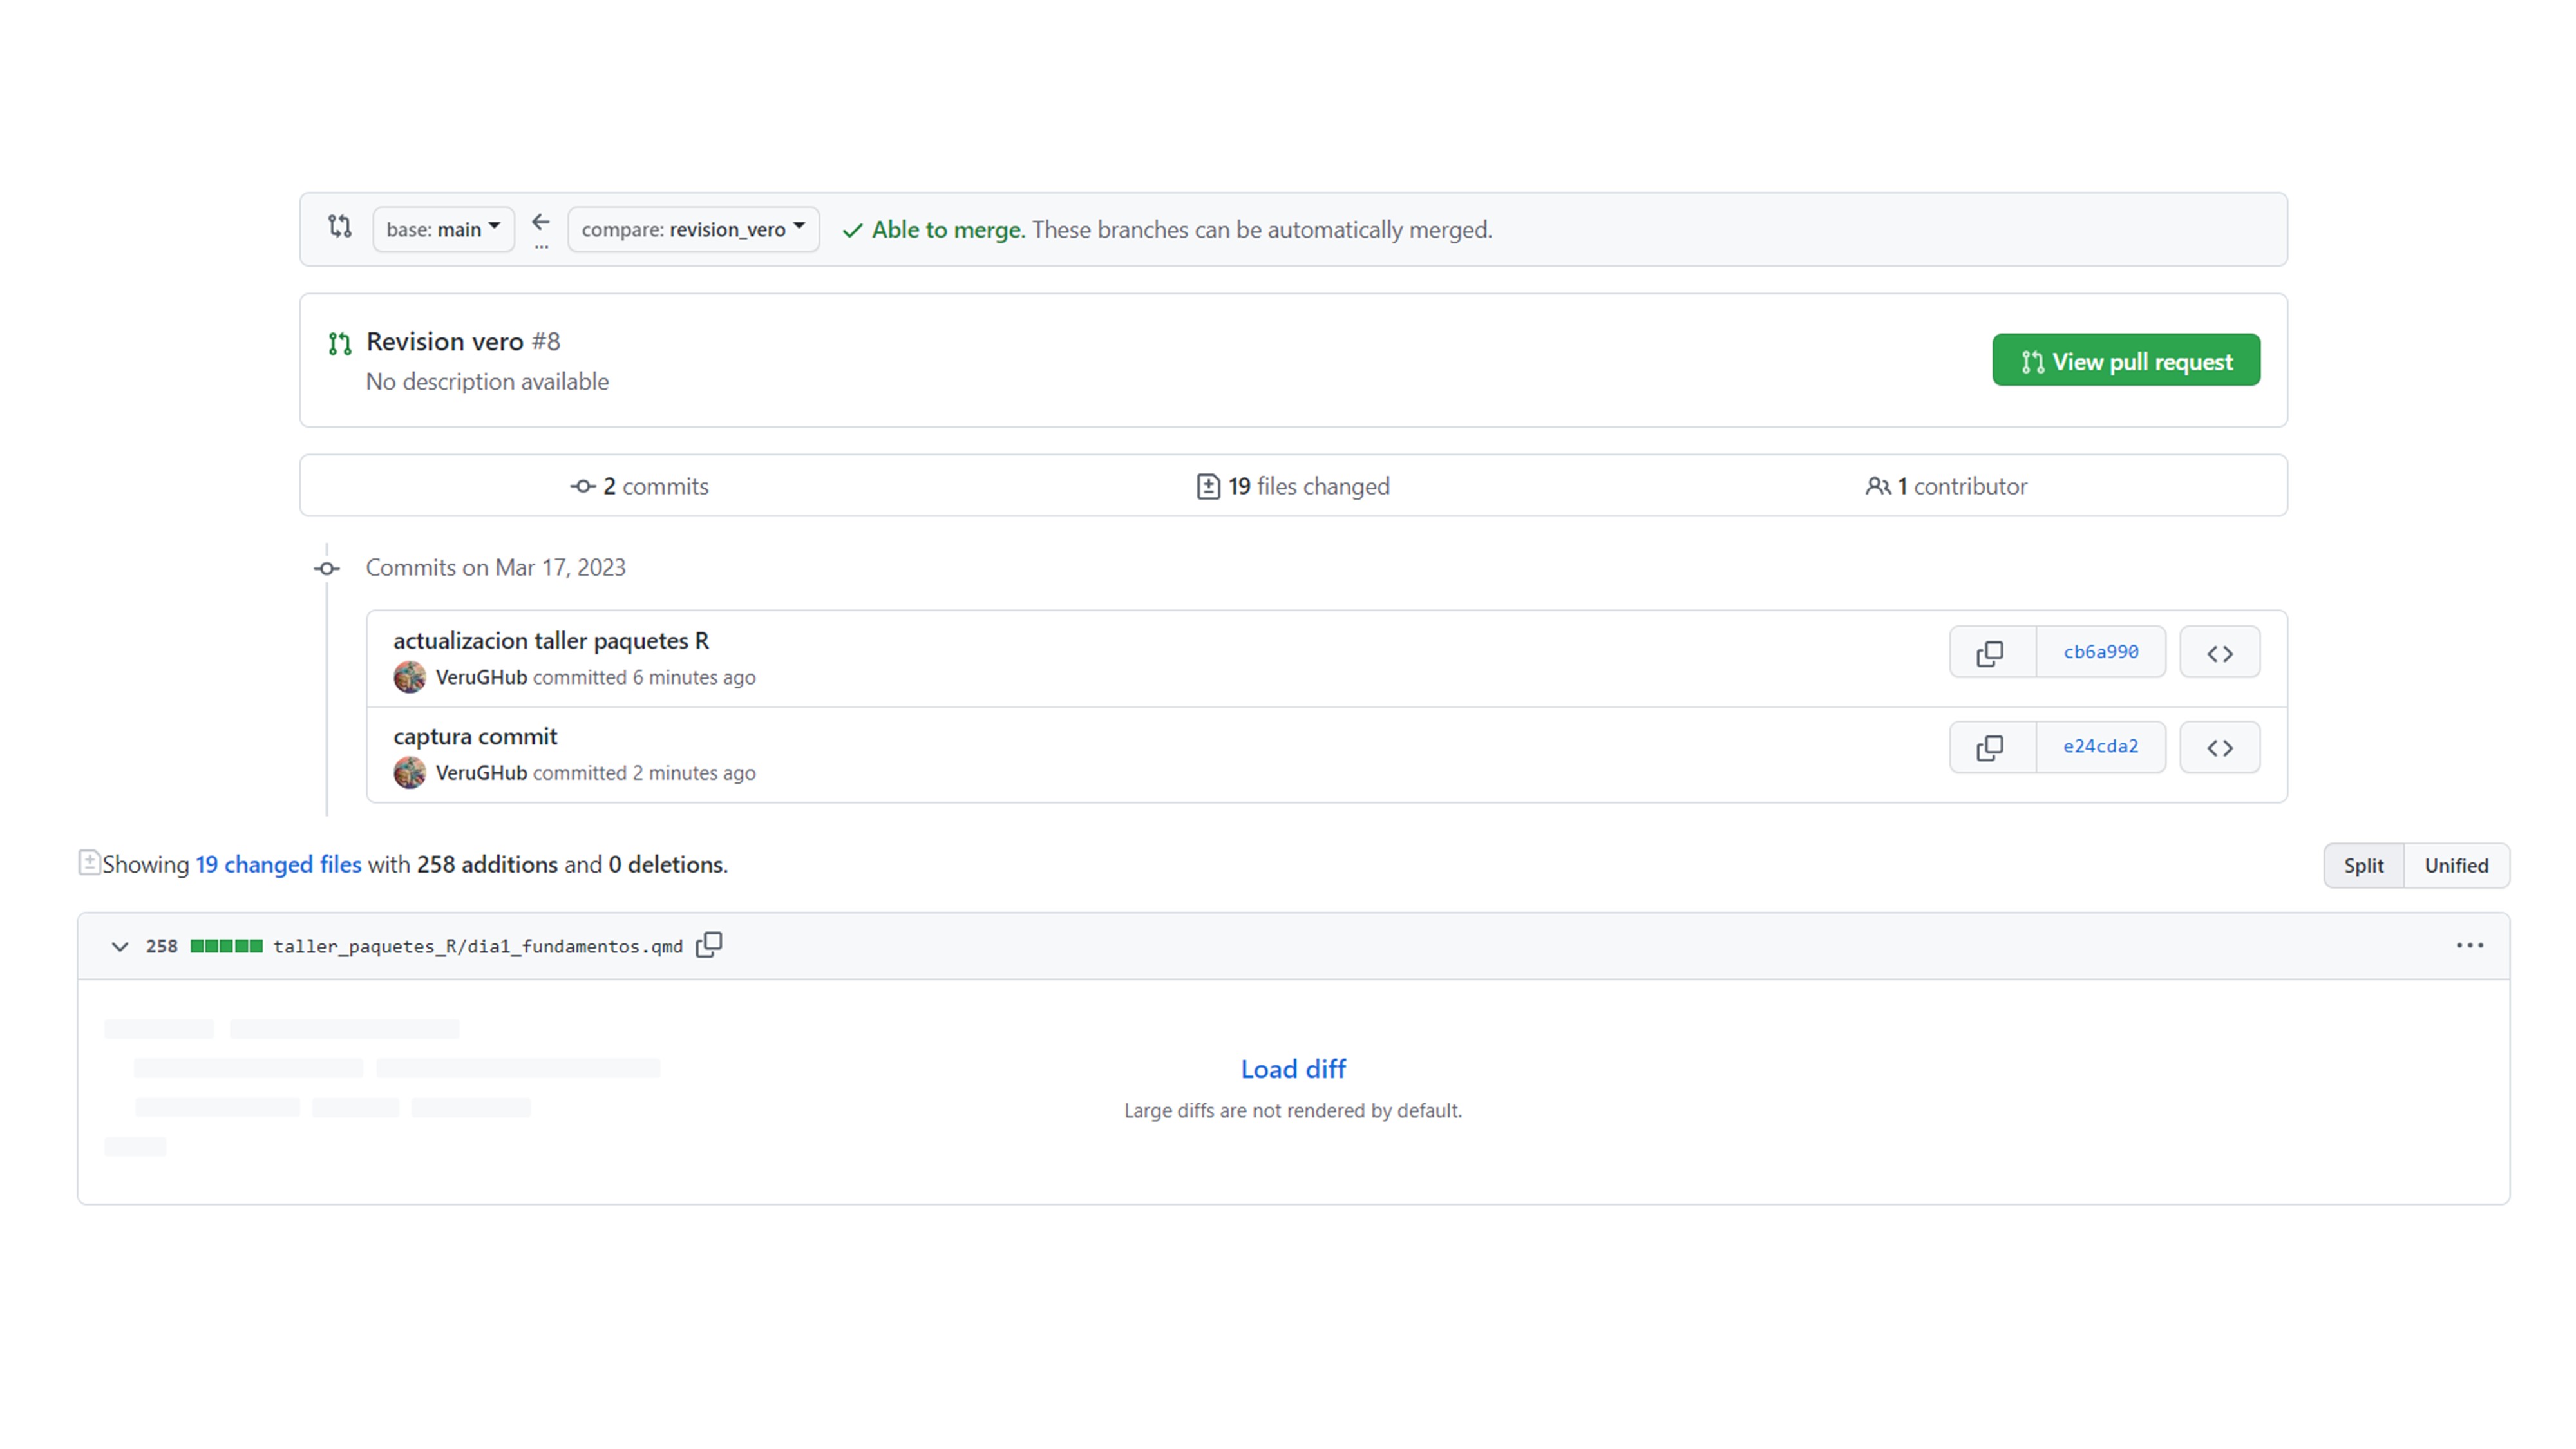 base: main ← ... compare: revision_vero Able to merge. These branches can be automatically merged.
Revision vero #8
No description available
View pull request
2 commits 19 files changed 1 contributor
Commits on Mar 17, 2023
actualizacion taller paquetes R
VeruGHub committed 6 minutes ago
cb6a990
captura commit
VeruGHub committed 2 minutes ago
e24cda2
Showing 19 changed files with 258 additions and 0 deletions.
Split Unified
258 taller_paquetes_R/dia1_fundamentos.qmd
Load diff
Large diffs are not rendered by default.